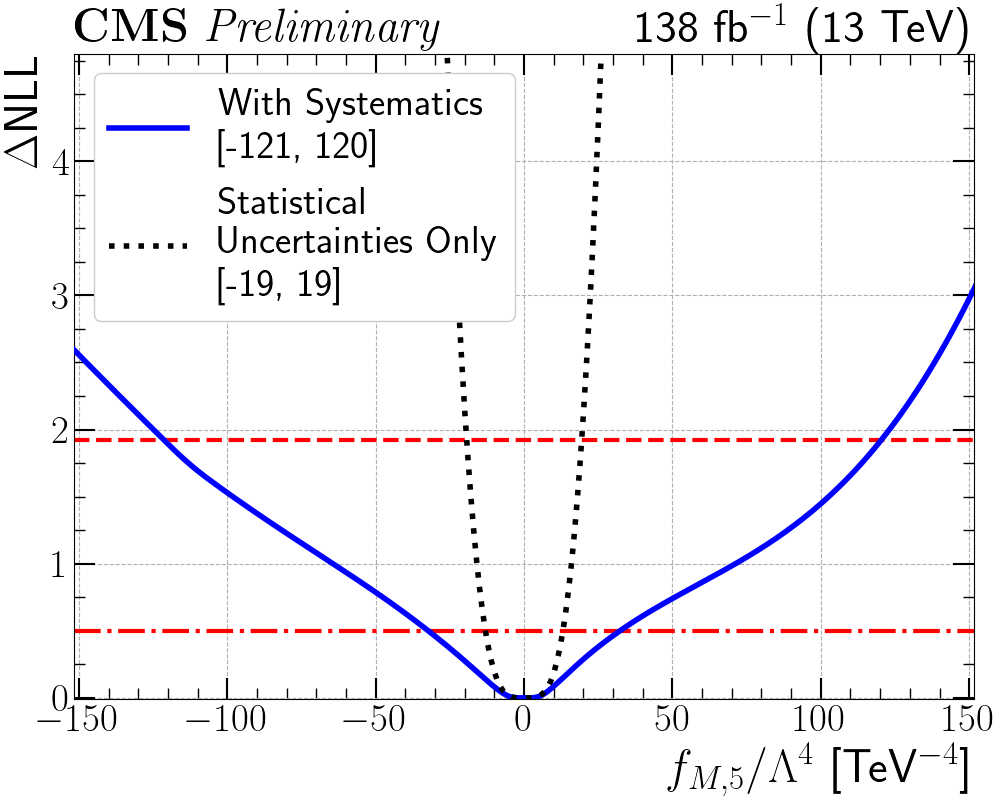 CMS Preliminary 138 fb⁻¹ (13 TeV)
ΔNLL
With Systematics
[-121, 120]
Statistical
Uncertainties Only
[-19, 19]
4
3
2
1
0
−150 −100 −50 0 50 100 150
f_{M,5}/Λ⁴ [TeV⁻⁴]